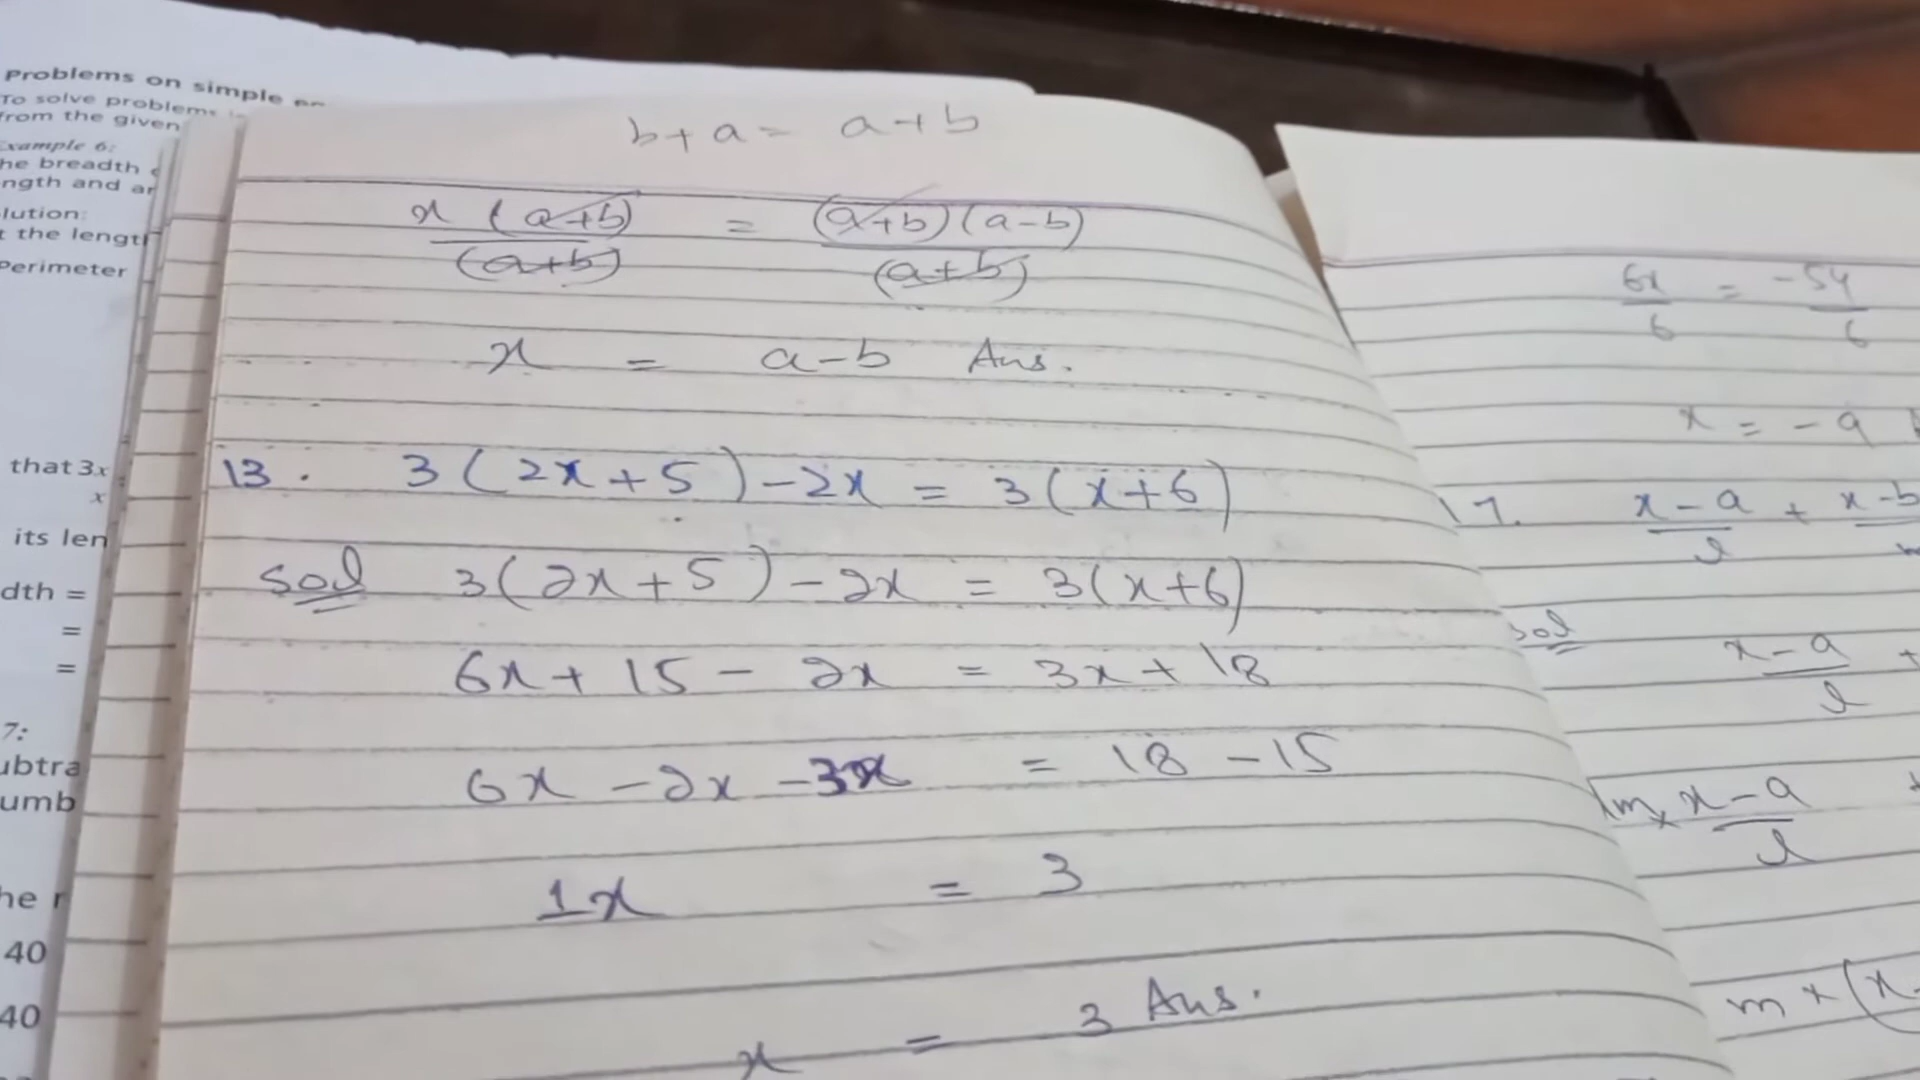 Problems on simple
To solve problems
from the given
Example 6:
the breadth
length and
lution:
t the length
Perimeter
that 3x
x
its len
dth =
=
=
7:
ubtra
umb
he r
40
40
b+a = a+b
x (a+b) / (a+b) = (a+b)(a-b) / (a+b)
x = a-b Ans.
13. 3(2x+5)-2x = 3(x+6)
Sol 3(2x+5)-2x = 3(x+6)
6x+15-2x = 3x+18
6x-2x-3x = 18-15
1x = 3
x = 3 Ans.
6x/6 = -54/6
x = -9
17. x-a/l + x-b
Sol x-a/l +
lm x x-a/l
m x (x-